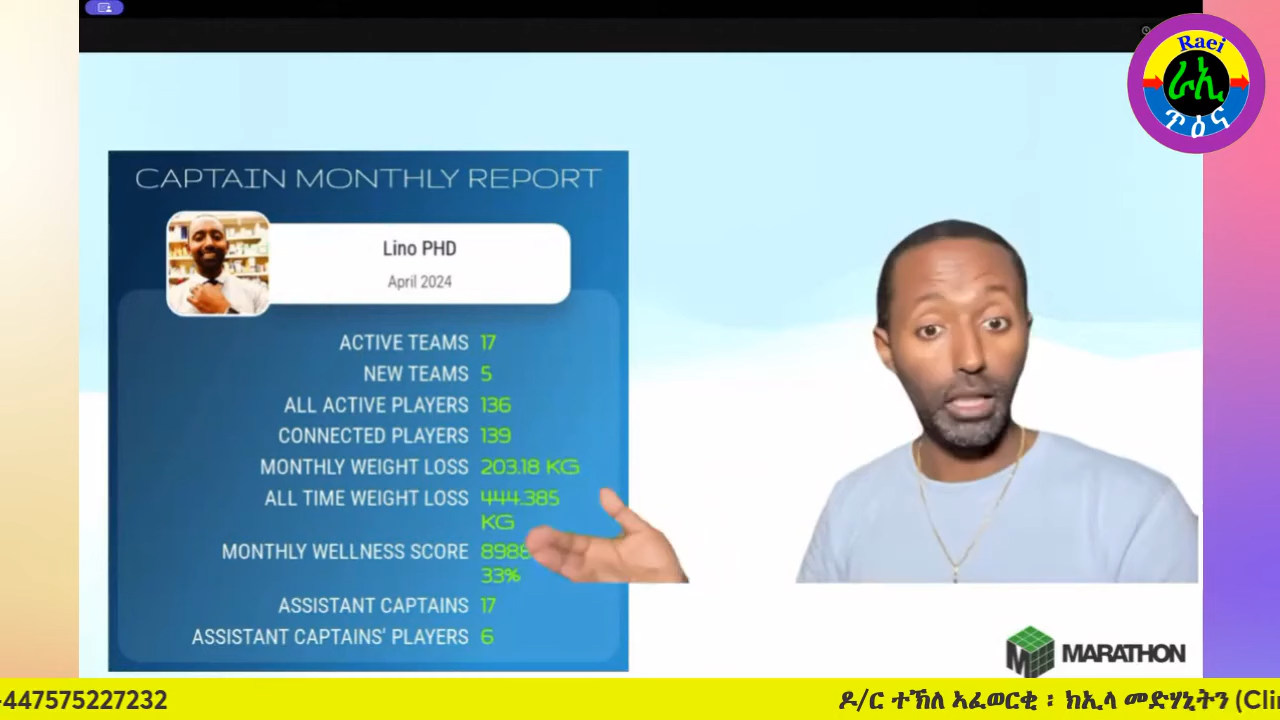 Raei
ራኢ
ጥዕና
CAPTAIN MONTHLY REPORT
Lino PHD
April 2024
ACTIVE TEAMS 17
NEW TEAMS 5
ALL ACTIVE PLAYERS 136
CONNECTED PLAYERS 139
MONTHLY WEIGHT LOSS 203.18 KG
ALL TIME WEIGHT LOSS 444.385
KG
MONTHLY WELLNESS SCORE
33%
ASSISTANT CAPTAINS 17
ASSISTANT CAPTAINS' PLAYERS 6
MARATHON
447575227232 ዶ/ር ተኽለ ኣፈወርቂ ፡ ክኢላ መድሃኒትን